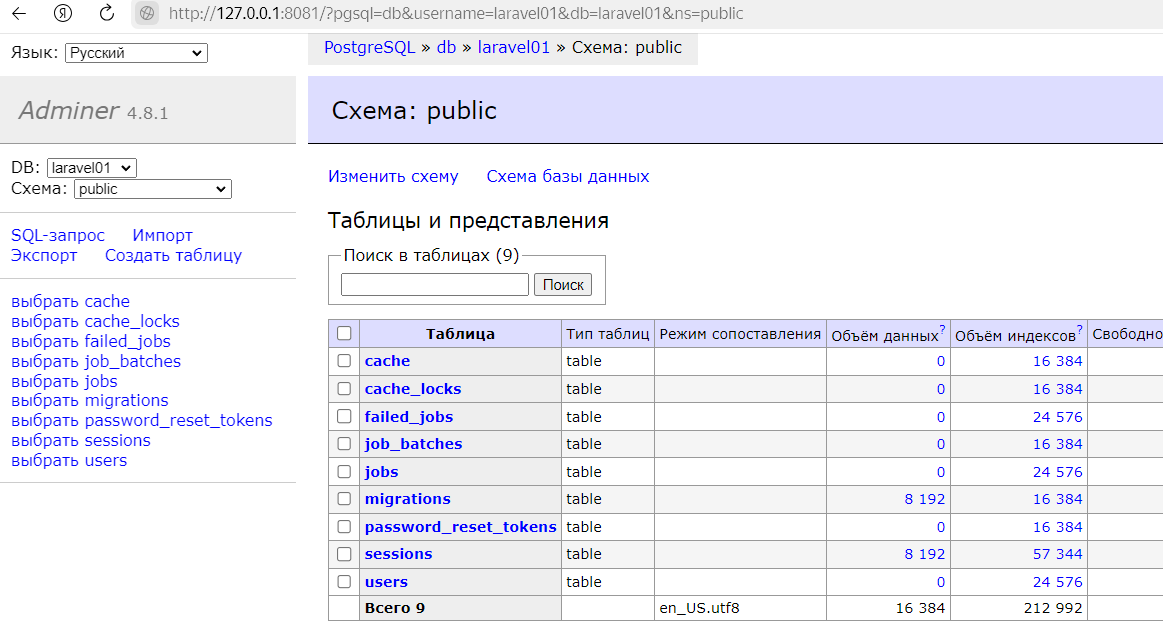 http://127.0.0.1:8081/?pgsql=db&username=laravel01&db=laravel01&ns=public
Язык: Русский
PostgreSQL » db » laravel01 » Схема: public
Adminer 4.8.1
Схема: public
DB: laravel01
Схема: public
SQL-запрос Импорт
Экспорт Создать таблицу
выбрать cache
выбрать cache_locks
выбрать failed_jobs
выбрать job_batches
выбрать jobs
выбрать migrations
выбрать password_reset_tokens
выбрать sessions
выбрать users
Изменить схему Схема базы данных
Таблицы и представления
Поиск в таблицах (9)
Поиск
Таблица Тип таблиц Режим сопоставления Объём данных? Объём индексов? Свободно
cache table 0 16 384
cache_locks table 0 16 384
failed_jobs table 0 24 576
job_batches table 0 16 384
jobs table 0 24 576
migrations table 8 192 16 384
password_reset_tokens table 0 16 384
sessions table 8 192 57 344
users table 0 24 576
Всего 9 en_US.utf8 16 384 212 992